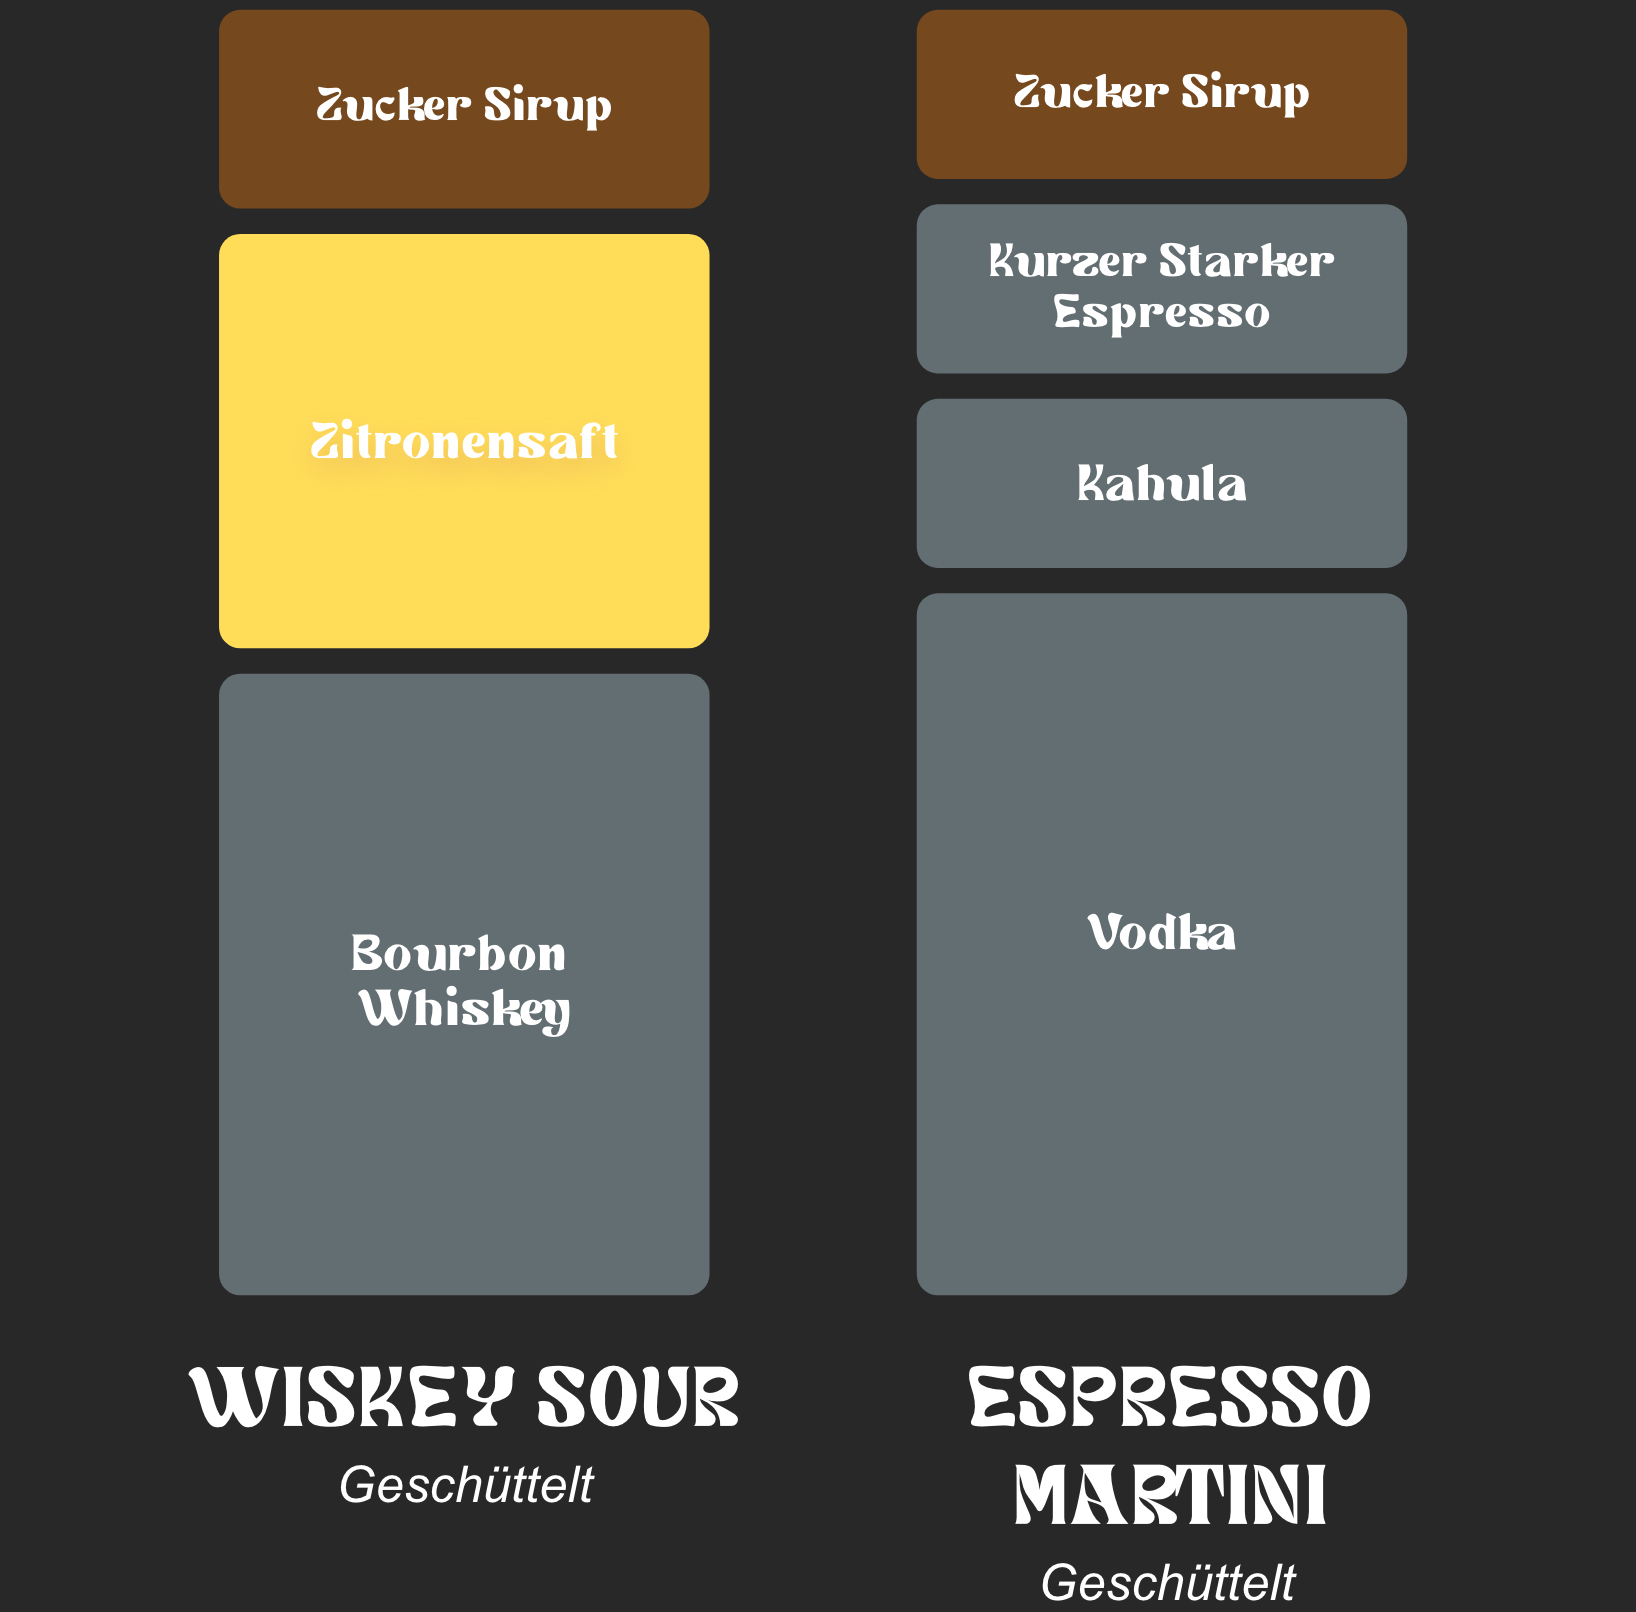 Zucker Sirup
Zitronensaft
Bourbon
Whiskey
WISKEY SOUR
Geschüttelt
Zucker Sirup
Kurzer Starker
Espresso
Kahula
Vodka
ESPRESSO
MARTINI
Geschüttelt